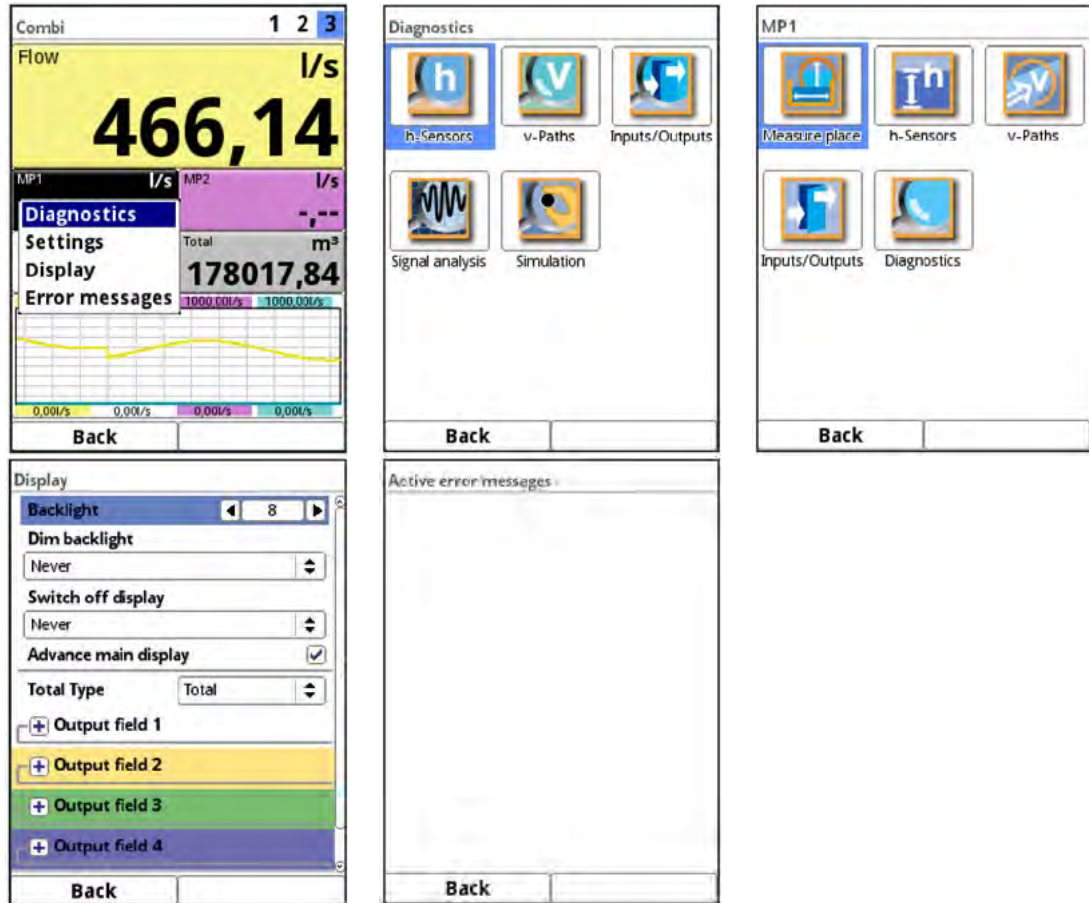 Combi
1 2 3
Flow
l/s
466,14
MP1 l/s
MP2 l/s
-,--
Diagnostics
Settings
Display
Error messages
Total m³
178017,84
1000,00l/s 1000,00l/s
0,00l/s 0,00l/s 0,00l/s 0,00l/s
Back
Diagnostics
h
V
h-Sensors v-Paths Inputs/Outputs
Signal analysis Simulation
Back
MP1
h
V
Measure place h-Sensors v-Paths
Inputs/Outputs Diagnostics
Back
Display
Backlight 8
Dim backlight
Never
Switch off display
Never
Advance main display
Total Type Total
Output field 1
Output field 2
Output field 3
Output field 4
Back
Active error messages
Back